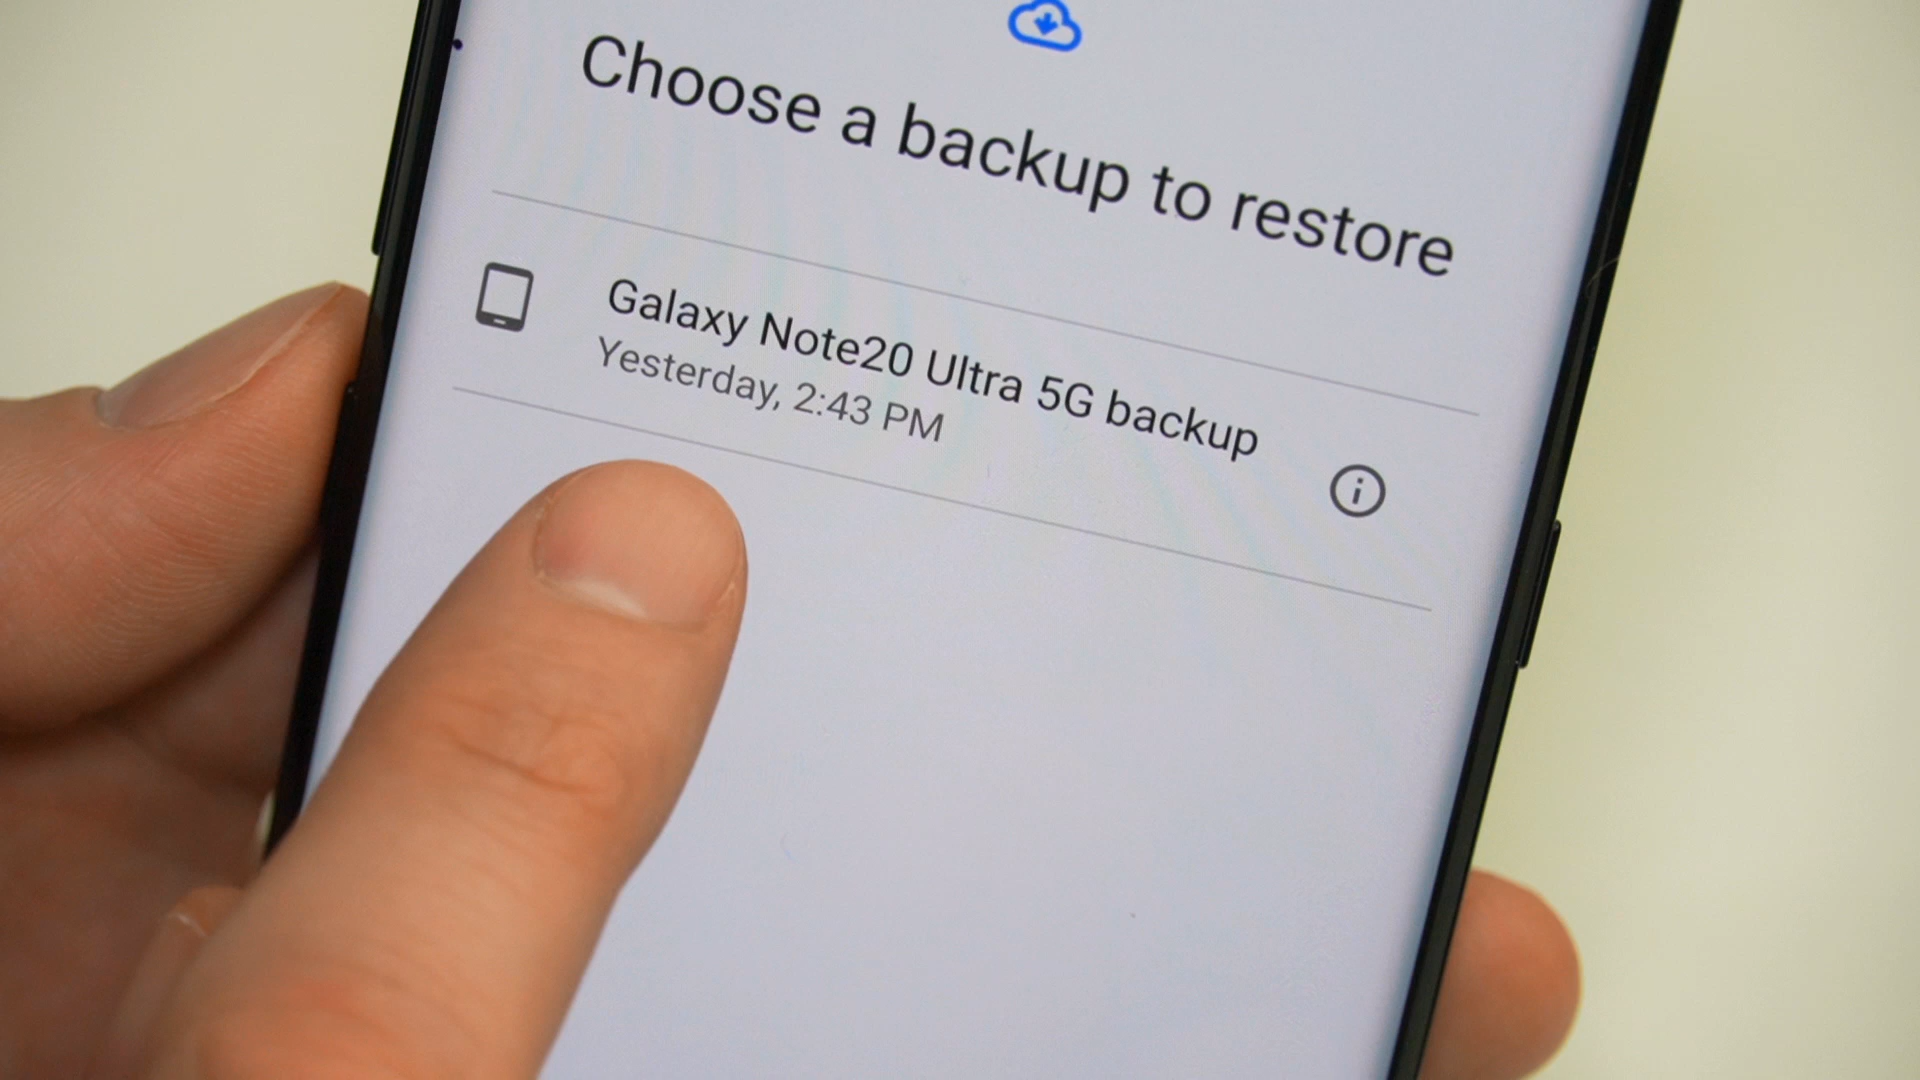 Choose a backup to restore
Galaxy Note20 Ultra 5G backup
Yesterday, 2:43 PM